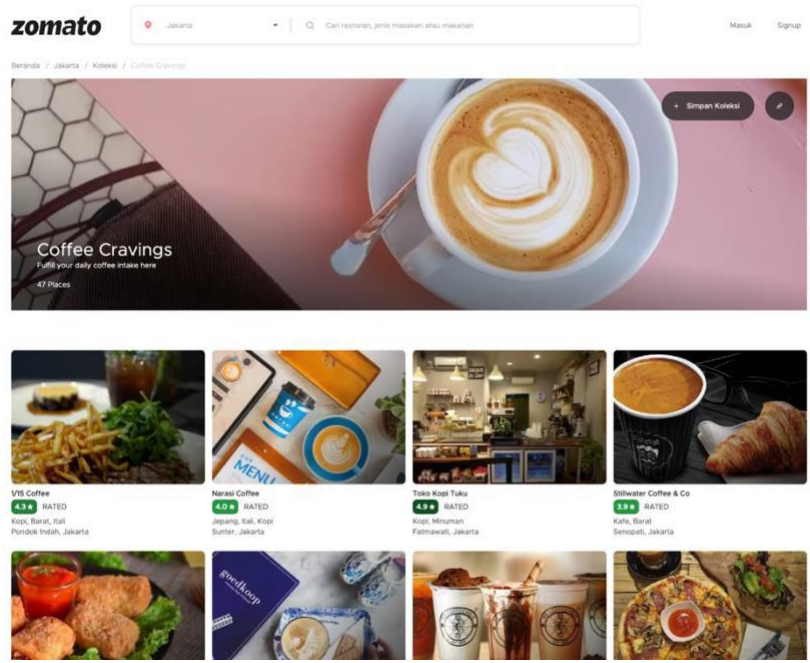 zomato
Jakarta
Cari restoran, jenis masakan atau makanan
Masuk
Signup
Beranda / Jakarta / Koleksi / Coffee Cravings
+ Simpan Koleksi
Coffee Cravings
Fulfill your daily coffee intake here
47 Places
MENU
1/15 Coffee
4.3 ★ RATED
Kopi, Barat, Itali
Pondok Indah, Jakarta
Narasi Coffee
4.0 ★ RATED
Jepang, Itali, Kopi
Sunter, Jakarta
Toko Kopi Tuku
4.9 ★ RATED
Kopi, Minuman
Fatmawati, Jakarta
Stillwater Coffee & Co
3.9 ★ RATED
Kafe, Barat
Senopati, Jakarta
goedkoop